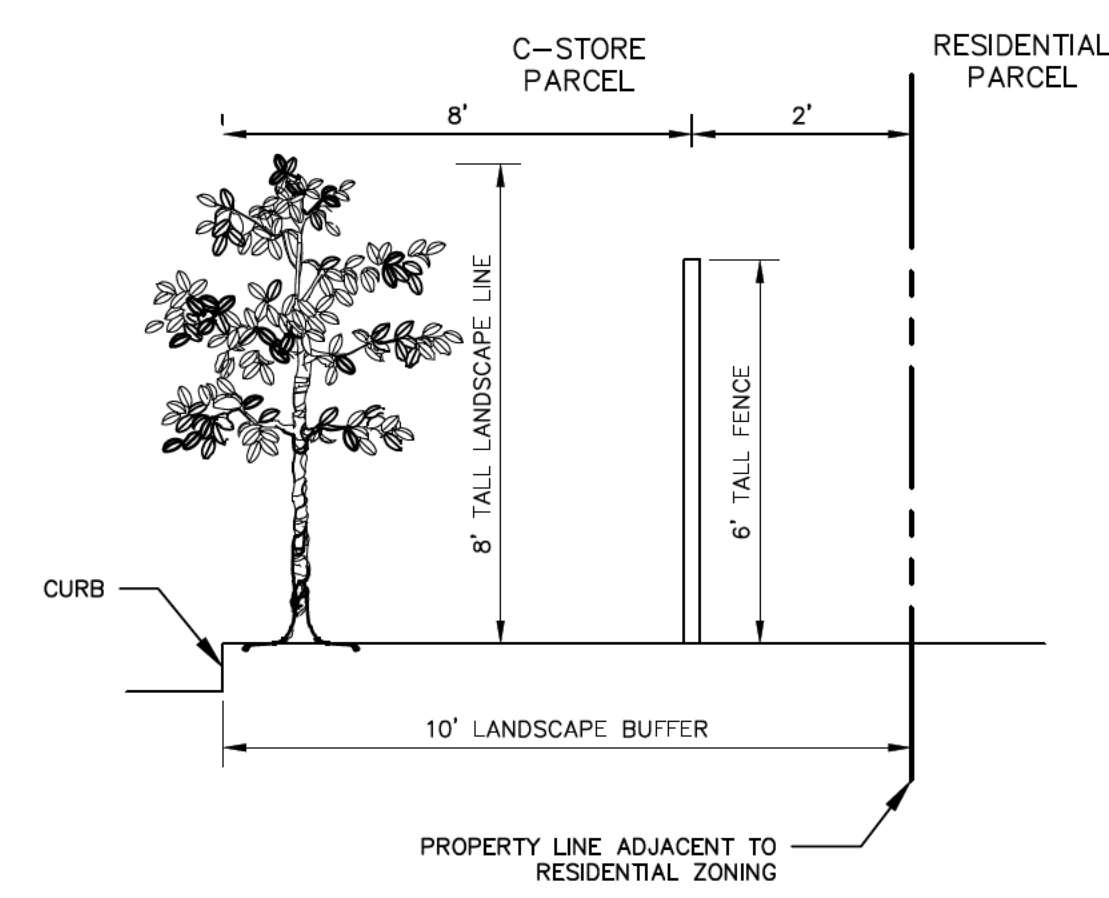 C-STORE
PARCEL
RESIDENTIAL
PARCEL
8'
2'
8' TALL LANDSCAPE LINE
6' TALL FENCE
CURB
10' LANDSCAPE BUFFER
PROPERTY LINE ADJACENT TO
RESIDENTIAL ZONING